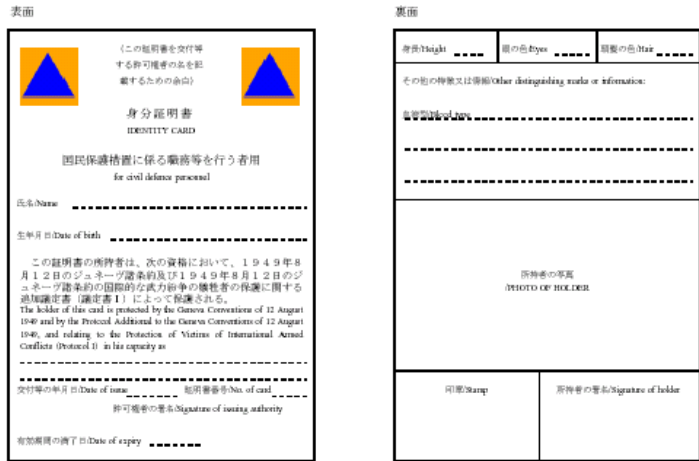 表面
(この証明書を交付等
する許可権者の名を記
載するための余白)
身分証明書
IDENTITY CARD
国民保護措置に係る職務等を行う者用
for civil defence personnel
氏名/Name
生年月日/Date of birth
この証明書の所持者は、次の資格において、1949年8
月12日のジュネーヴ諸条約及び1949年8月12日のジ
ュネーヴ諸条約の国際的な武力紛争の犠牲者の保護に関する
追加議定書(議定書Ⅰ)によって保護される。
The holder of this card is protected by the Geneva Conventions of 12 August
1949 and by the Protocol Additional to the Geneva Conventions of 12 August
1949, and relating to the Protection of Victims of International Armed
Conflicts (Protocol I) in his capacity as
交付等の年月日/Date of issue 証明書番号/No. of card
許可権者の署名/Signature of issuing authority
有効期間の満了日/Date of expiry
裏面
身長/Height 眼の色/Eyes 頭髪の色/Hair
その他の特徴又は情報/Other distinguishing marks or information:
血液型/Blood type
所持者の写真
/PHOTO OF HOLDER
印章/Stamp 所持者の署名/Signature of holder